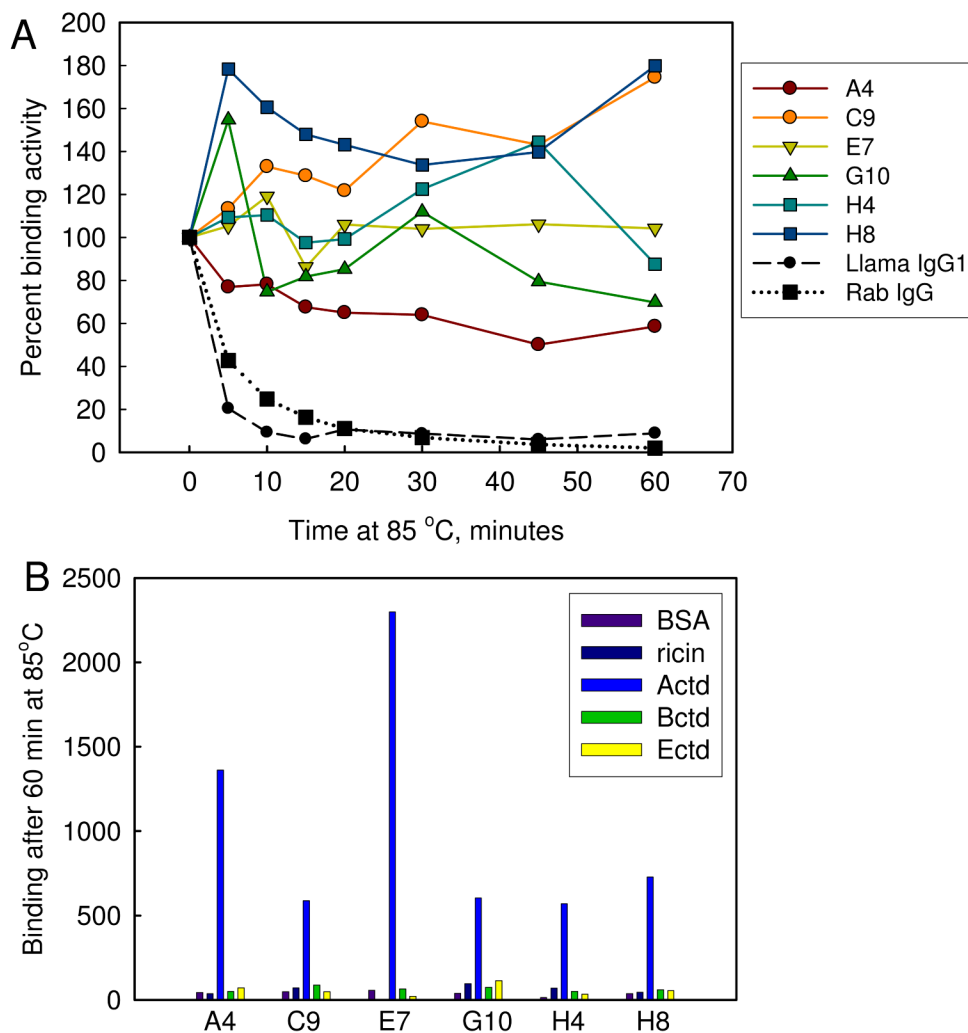 A
Percent binding activity
200
180
160
140
120
100
80
60
40
20
0
0 10 20 30 40 50 60 70
Time at 85 °C, minutes
A4
C9
E7
G10
H4
H8
Llama IgG1
Rab IgG
B
Binding after 60 min at 85°C
2500
2000
1500
1000
500
0
A4 C9 E7 G10 H4 H8
BSA
ricin
Actd
Bctd
Ectd